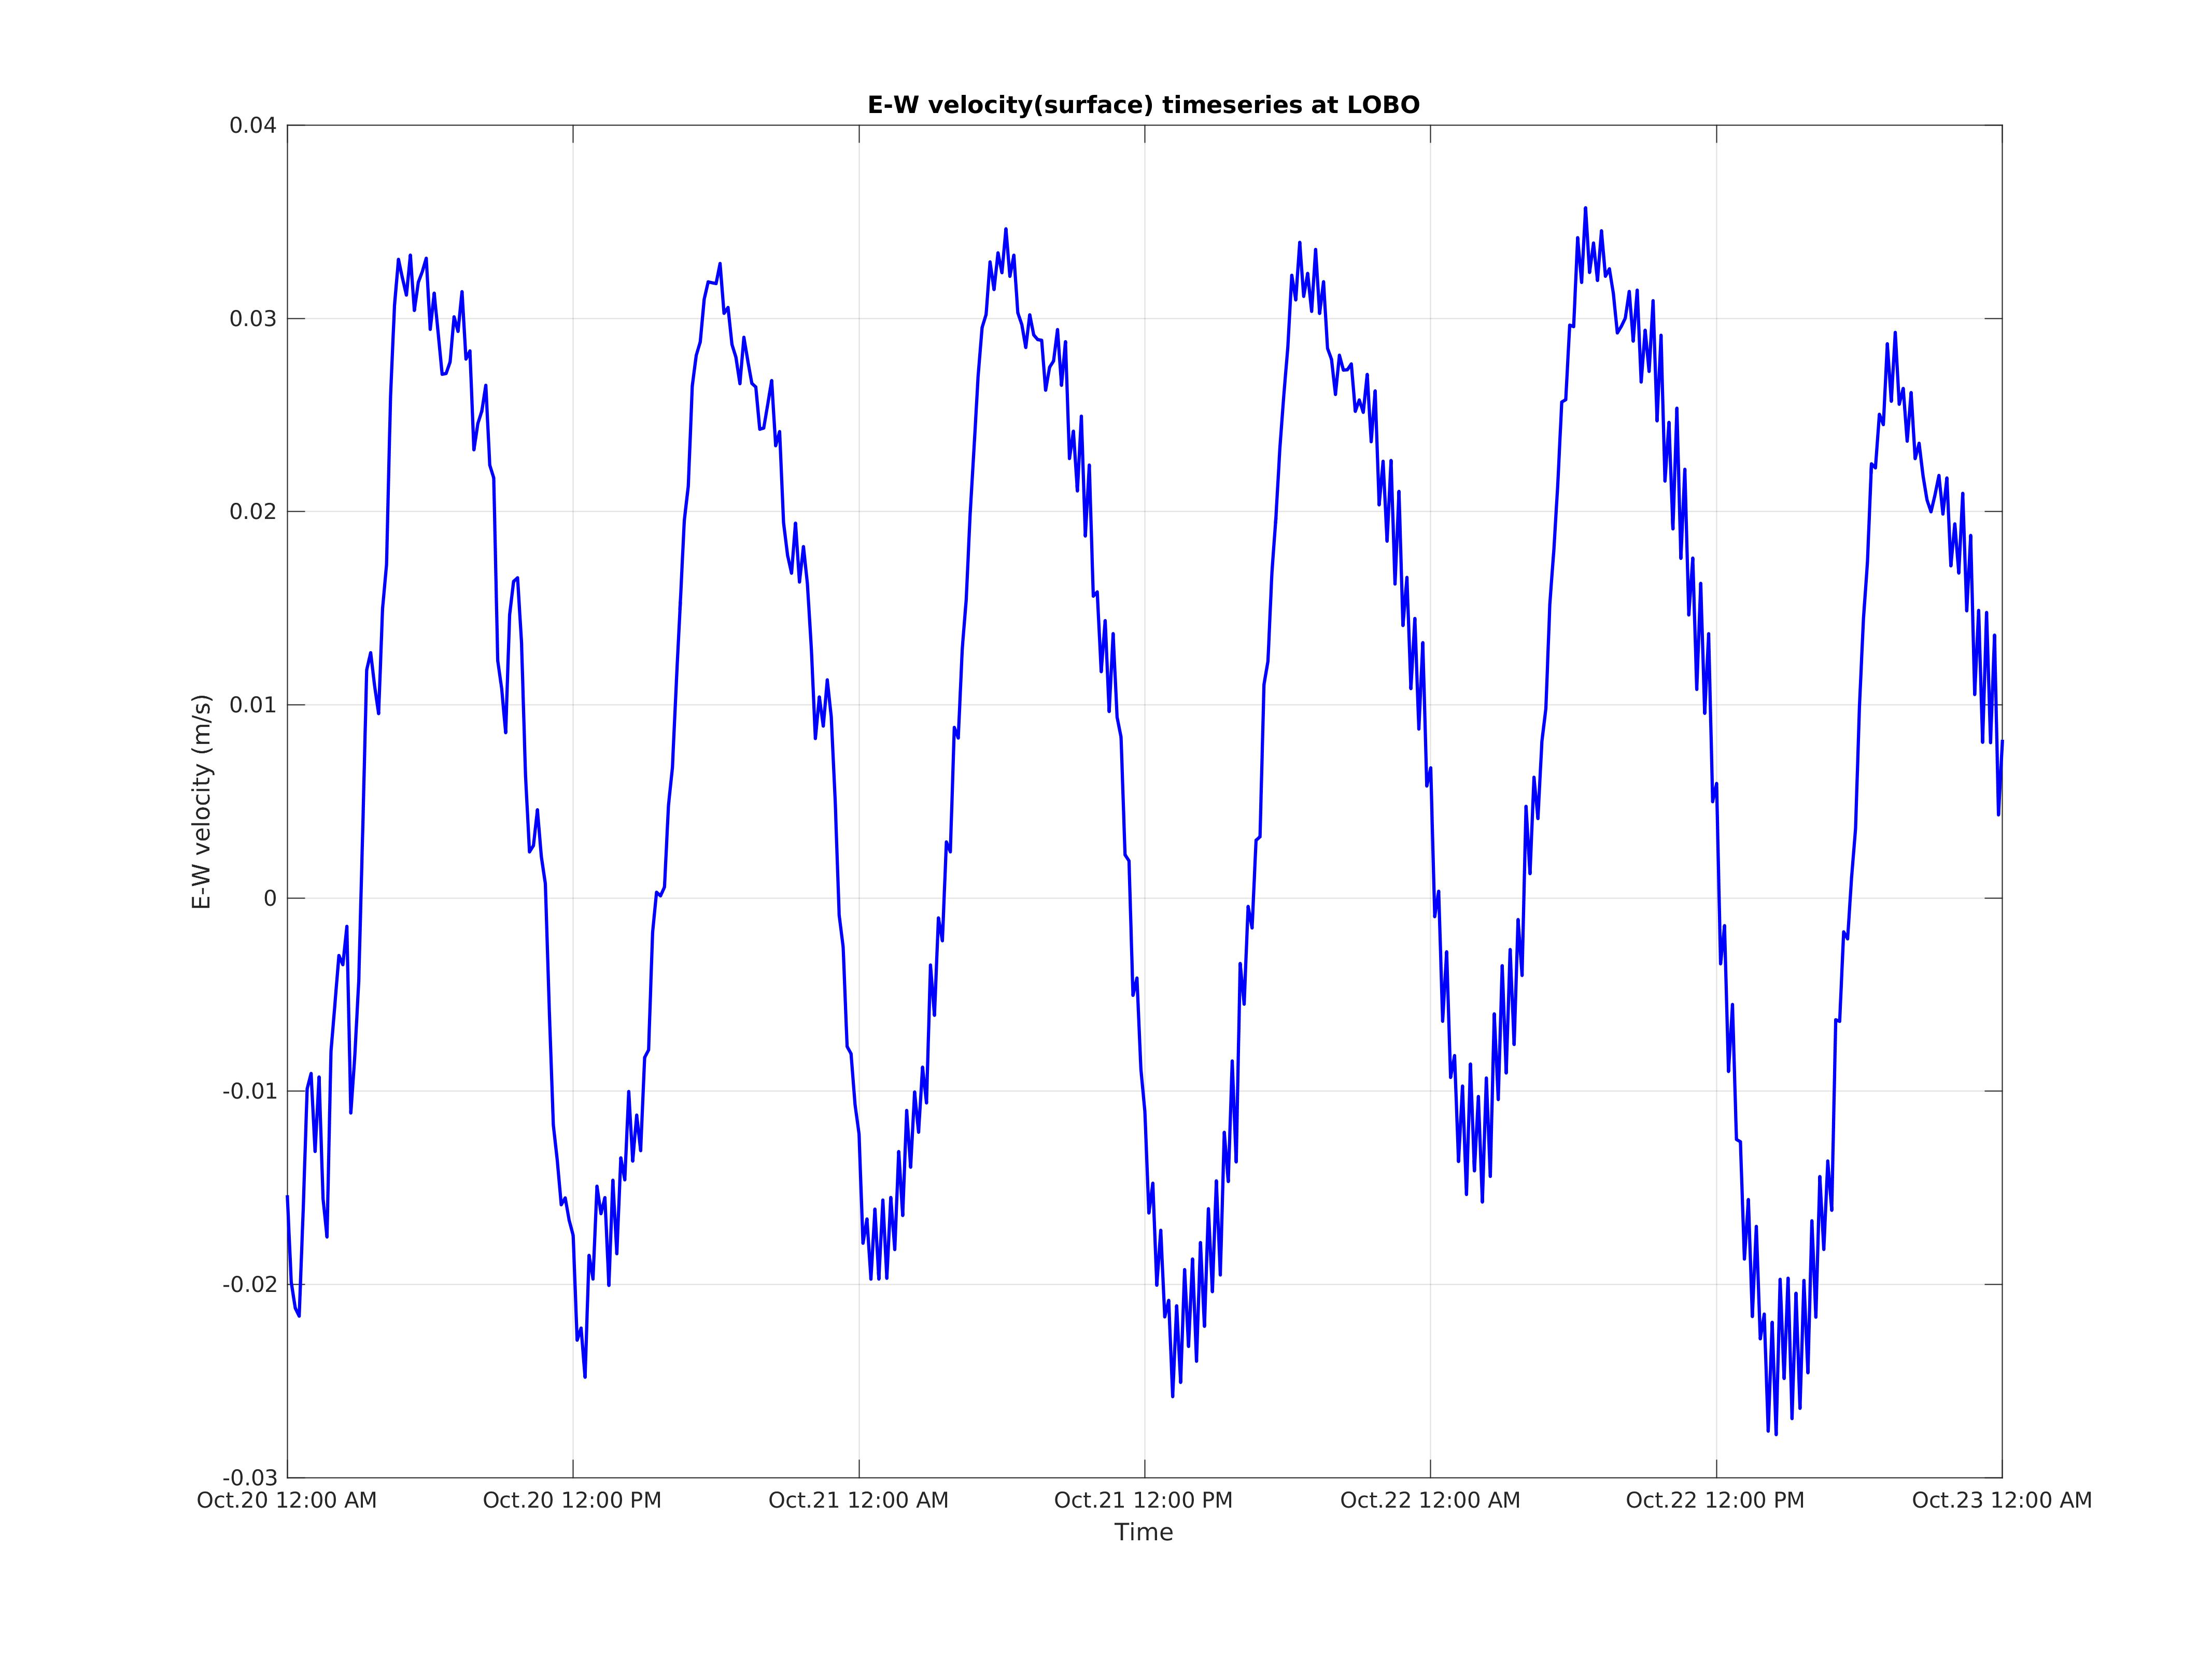 E-W velocity(surface) timeseries at LOBO
0.04
0.03
0.02
0.01
0
-0.01
-0.02
-0.03
E-W velocity (m/s)
Oct.20 12:00 AM Oct.20 12:00 PM Oct.21 12:00 AM Oct.21 12:00 PM Oct.22 12:00 AM Oct.22 12:00 PM Oct.23 12:00 AM
Time